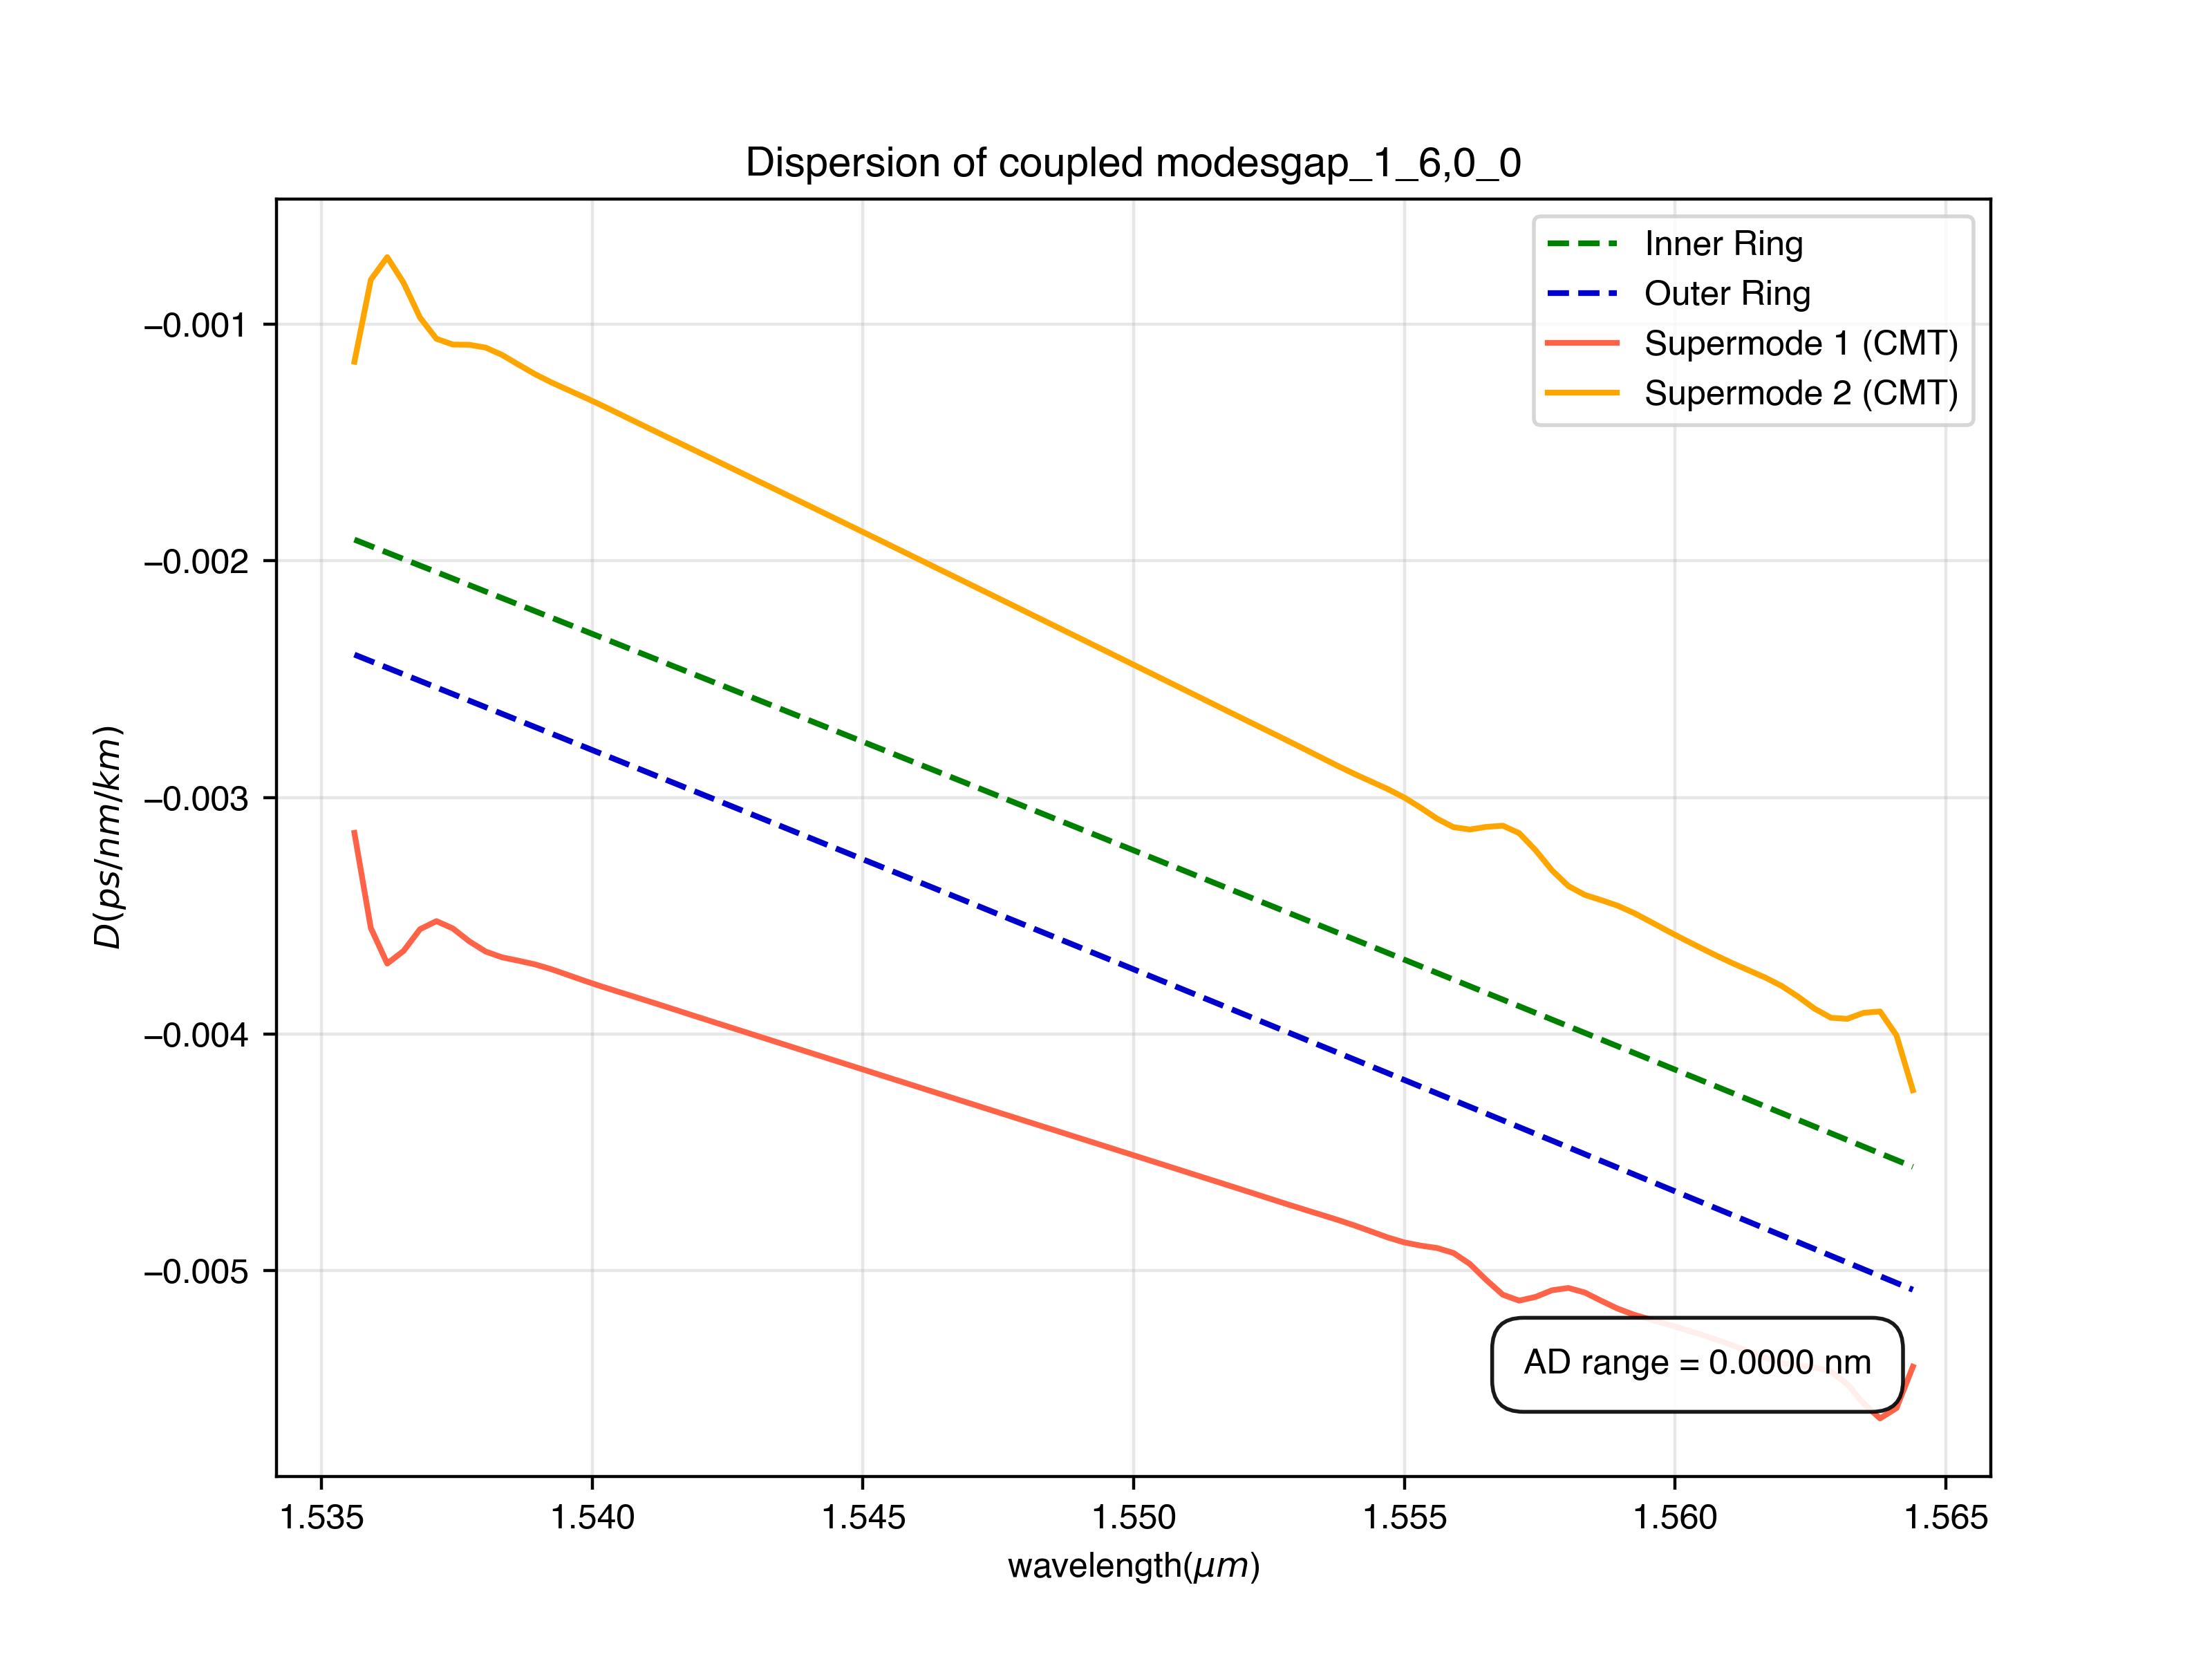 Dispersion of coupled modesgap_1_6,0_0
Inner Ring
Outer Ring
Supermode 1 (CMT)
Supermode 2 (CMT)
−0.001
−0.002
−0.003
−0.004
−0.005
D(ps/nm/km)
AD range = 0.0000 nm
1.535 1.540 1.545 1.550 1.555 1.560 1.565
wavelength(μm)